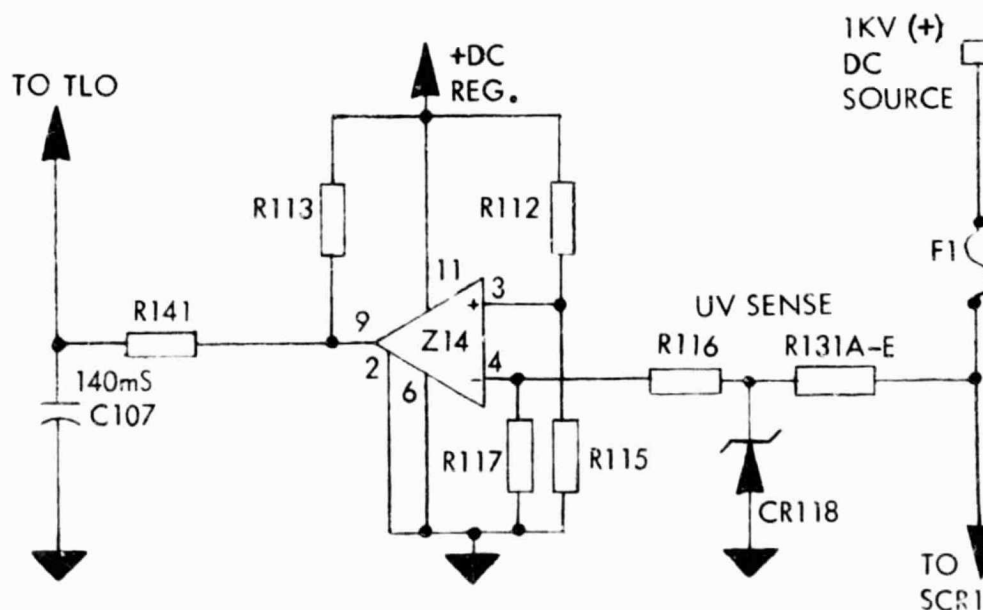 1KV (+)
DC
SOURCE
+DC
REG.
TO TLO
R113
R112
F1
11
3
+
R141
9
Z14
UV SENSE
R116
R131A-E
2
4
-
6
140mS
C107
R117
R115
CR118
TO
SCR1